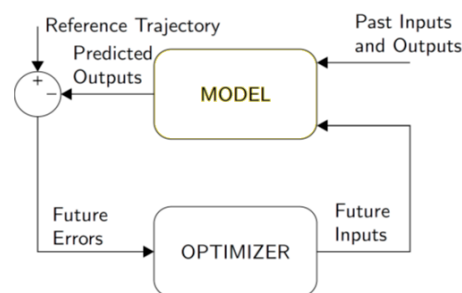 Reference Trajectory
Past Inputs
and Outputs
Predicted
Outputs
+
−
MODEL
Future
Errors
OPTIMIZER
Future
Inputs